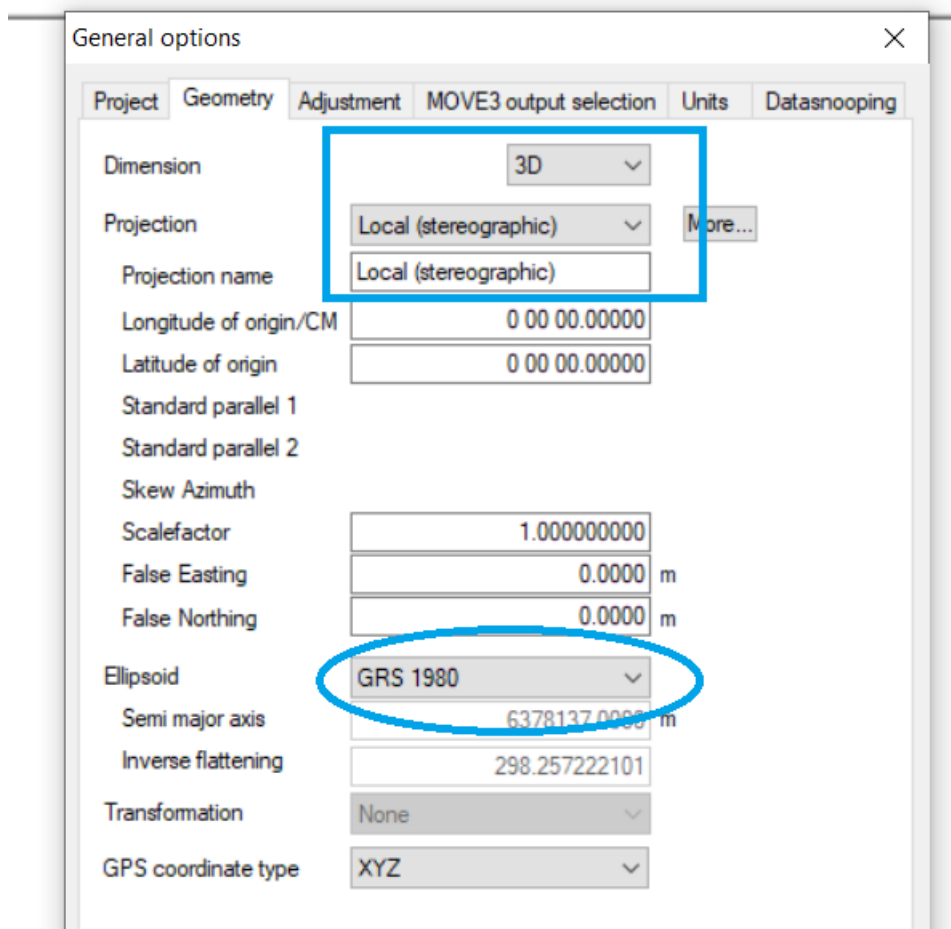 General options
Project Geometry Adjustment MOVE3 output selection Units Datasnooping
Dimension 3D
Projection Local (stereographic) More...
Projection name Local (stereographic)
Longitude of origin/CM 0 00 00.00000
Latitude of origin 0 00 00.00000
Standard parallel 1
Standard parallel 2
Skew Azimuth
Scalefactor 1.000000000
False Easting 0.0000 m
False Northing 0.0000 m
Ellipsoid GRS 1980
Semi major axis 6378137.0000 m
Inverse flattening 298.257222101
Transformation None
GPS coordinate type XYZ